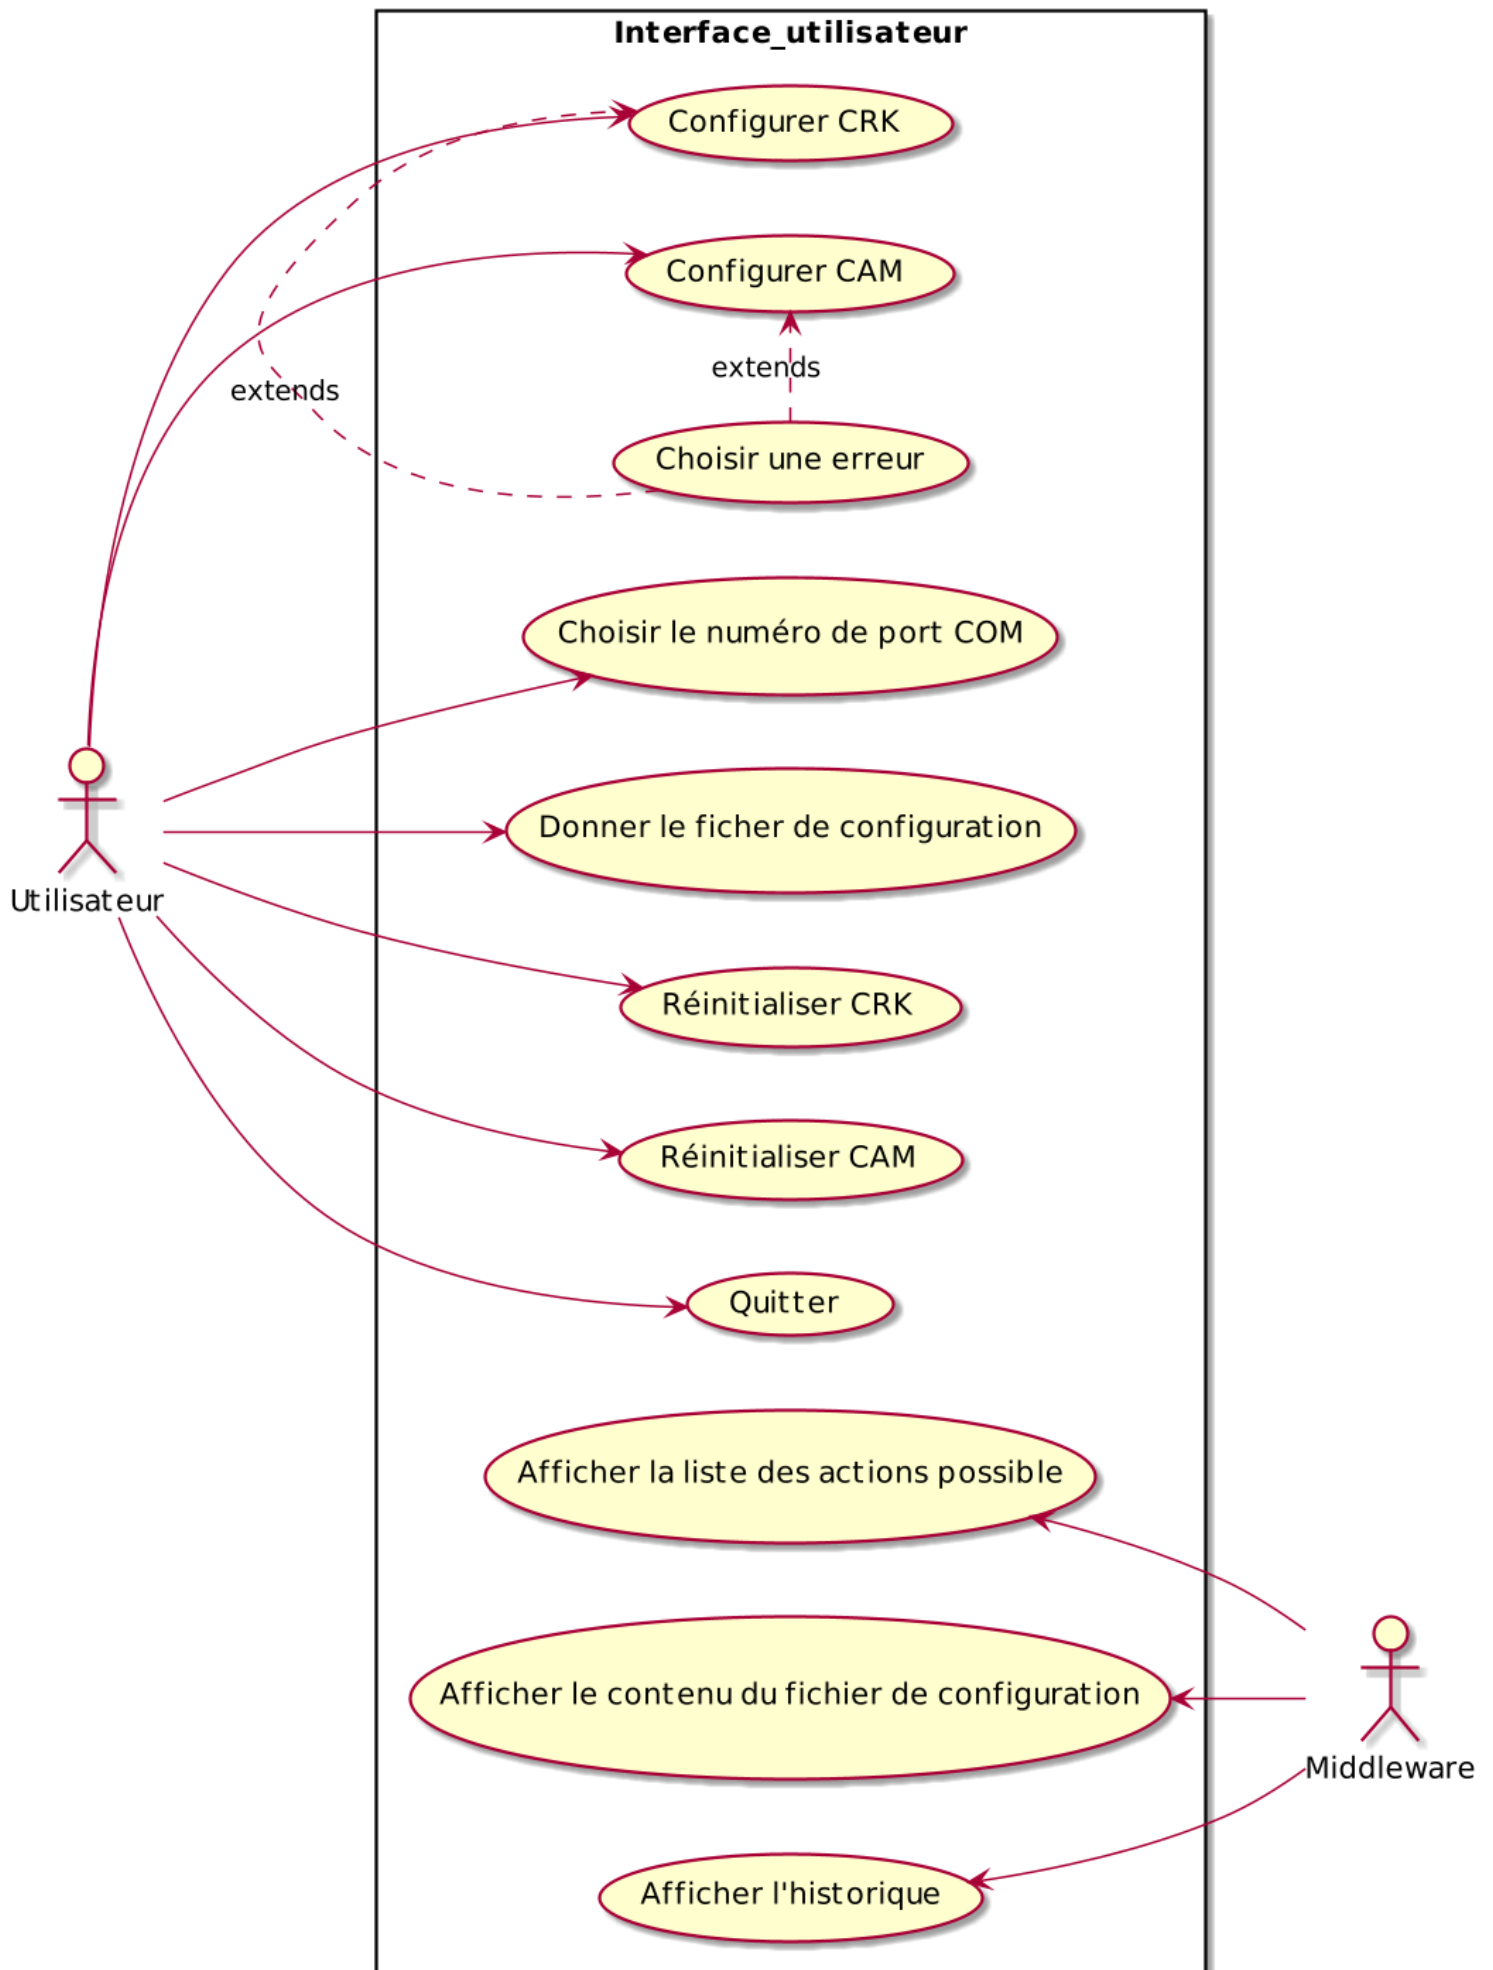 Interface_utilisateur
Configurer CRK
Configurer CAM
extends
extends
Choisir une erreur
Choisir le numéro de port COM
Donner le ficher de configuration
Utilisateur
Réinitialiser CRK
Réinitialiser CAM
Quitter
Afficher la liste des actions possible
Afficher le contenu du fichier de configuration
Middleware
Afficher l'historique